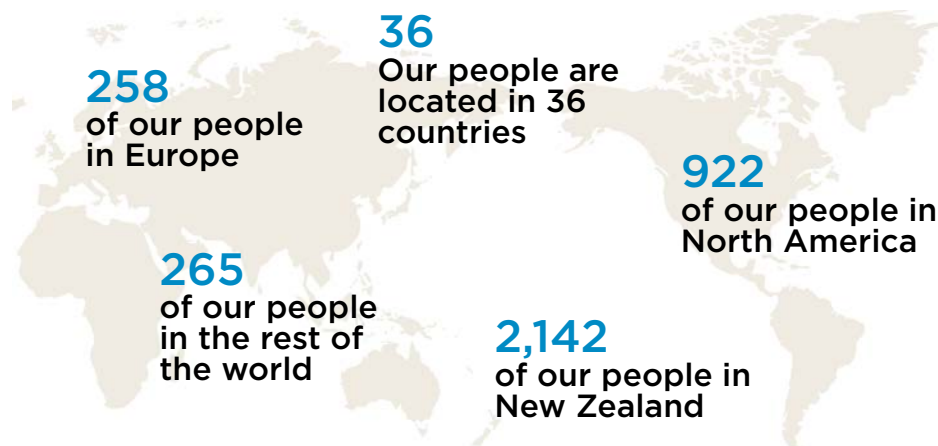 36
Our people are
located in 36
countries
258
of our people
in Europe
922
of our people in
North America
265
of our people
in the rest of
the world
2,142
of our people in
New Zealand